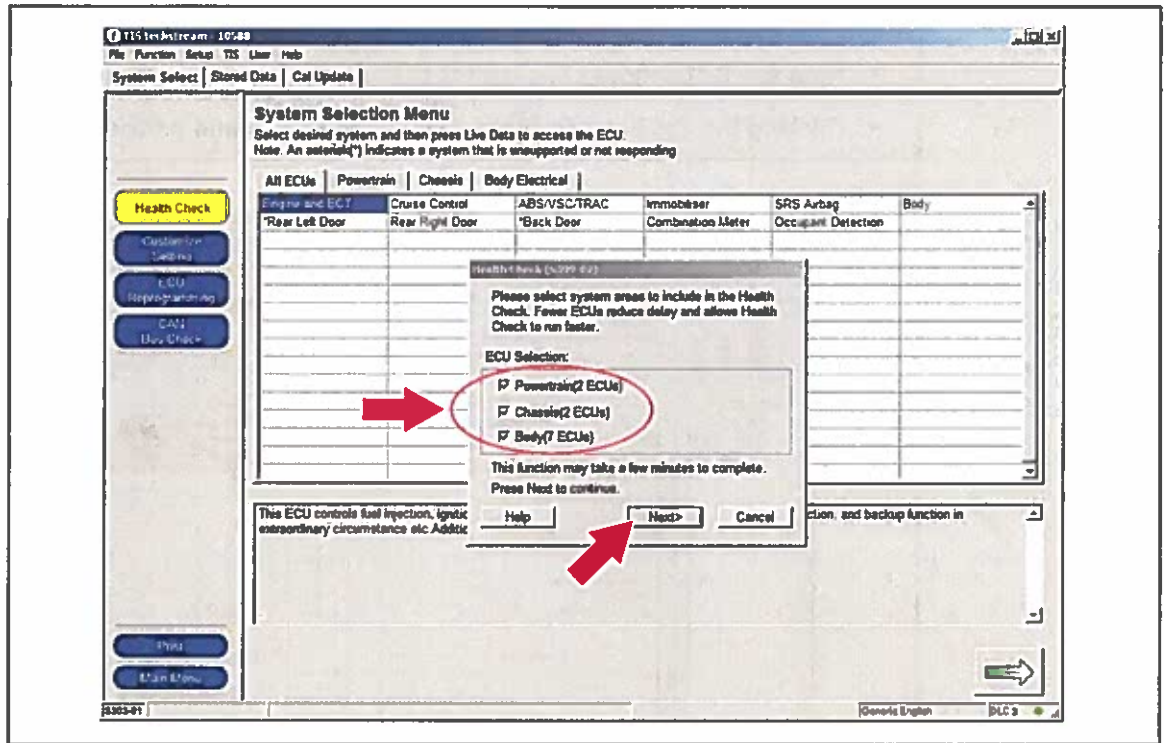 TIS techstream - 10588
File Function Setup TIS User Help
System Select Stored Data Cal Update
System Selection Menu
Select desired system and then press Live Data to access the ECU.
Note. An asterisk(*) indicates a system that is unsupported or not responding
All ECUs Powertrain Chassis Body Electrical
Health Check
Customize
Setting
ECU
Reprogramming
CAN
Bus Check
Engine and ECT Cruise Control ABS/VSC/TRAC Immobiliser SRS Airbag Body
*Rear Left Door Rear Right Door *Back Door Combination Meter Occupant Detection
Health Check
Please select system areas to include in the Health
Check. Fewer ECUs reduce delay and allows Health
Check to run faster.
ECU Selection:
Powertrain(2 ECUs)
Chassis(2 ECUs)
Body(7 ECUs)
This function may take a few minutes to complete.
Press Next to continue.
Help Next> Cancel
This ECU controls fuel injection, ction, and backup function in
extraordinary circumstance etc.
Print
Main Menu
S303-01 Generic English DLC 3